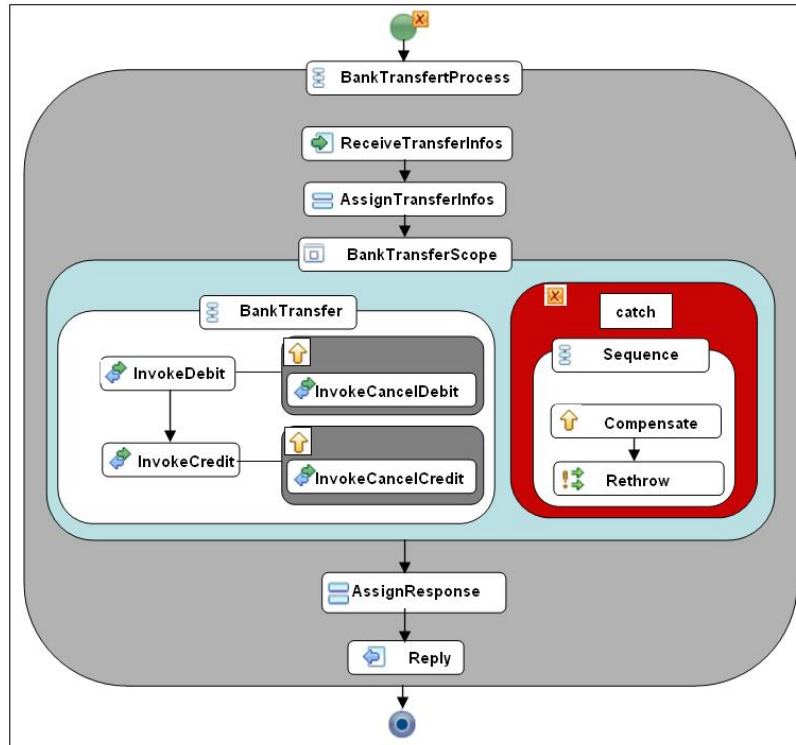 BankTransfertProcess
ReceiveTransferInfos
AssignTransferInfos
BankTransferScope
BankTransfer
InvokeDebit
InvokeCancelDebit
InvokeCredit
InvokeCancelCredit
catch
Sequence
Compensate
Rethrow
AssignResponse
Reply